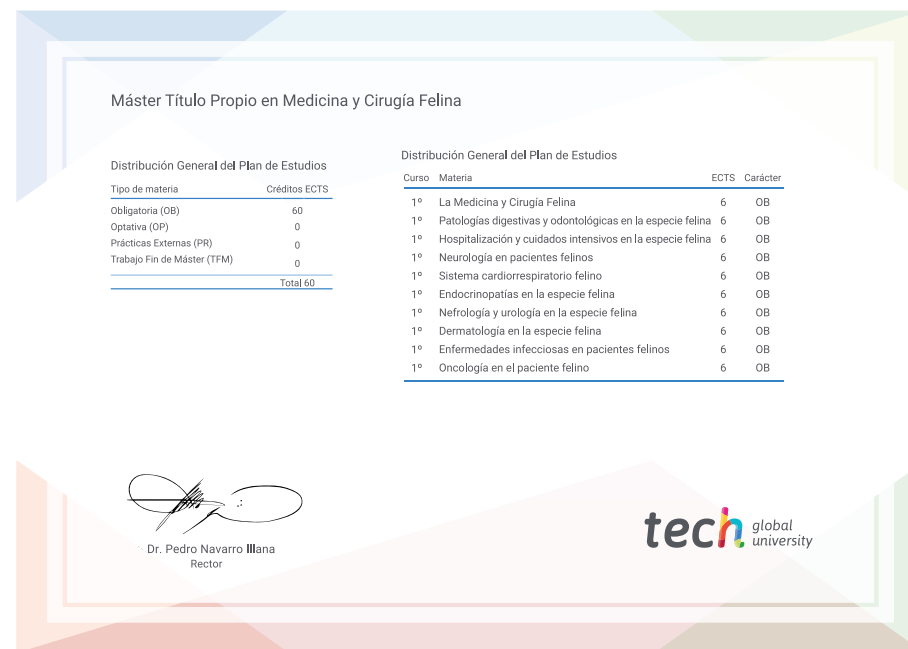 Máster Título Propio en Medicina y Cirugía Felina
Distribución General del Plan de Estudios
Tipo de materia Créditos ECTS
Obligatoria (OB) 60
Optativa (OP) 0
Prácticas Externas (PR) 0
Trabajo Fin de Máster (TFM) 0
Total 60
Distribución General del Plan de Estudios
Curso Materia ECTS Carácter
1º La Medicina y Cirugía Felina 6 OB
1º Patologías digestivas y odontológicas en la especie felina 6 OB
1º Hospitalización y cuidados intensivos en la especie felina 6 OB
1º Neurología en pacientes felinos 6 OB
1º Sistema cardiorrespiratorio felino 6 OB
1º Endocrinopatías en la especie felina 6 OB
1º Nefrología y urología en la especie felina 6 OB
1º Dermatología en la especie felina 6 OB
1º Enfermedades infecciosas en pacientes felinos 6 OB
1º Oncología en el paciente felino 6 OB
Dr. Pedro Navarro Illana
Rector
tech global
university